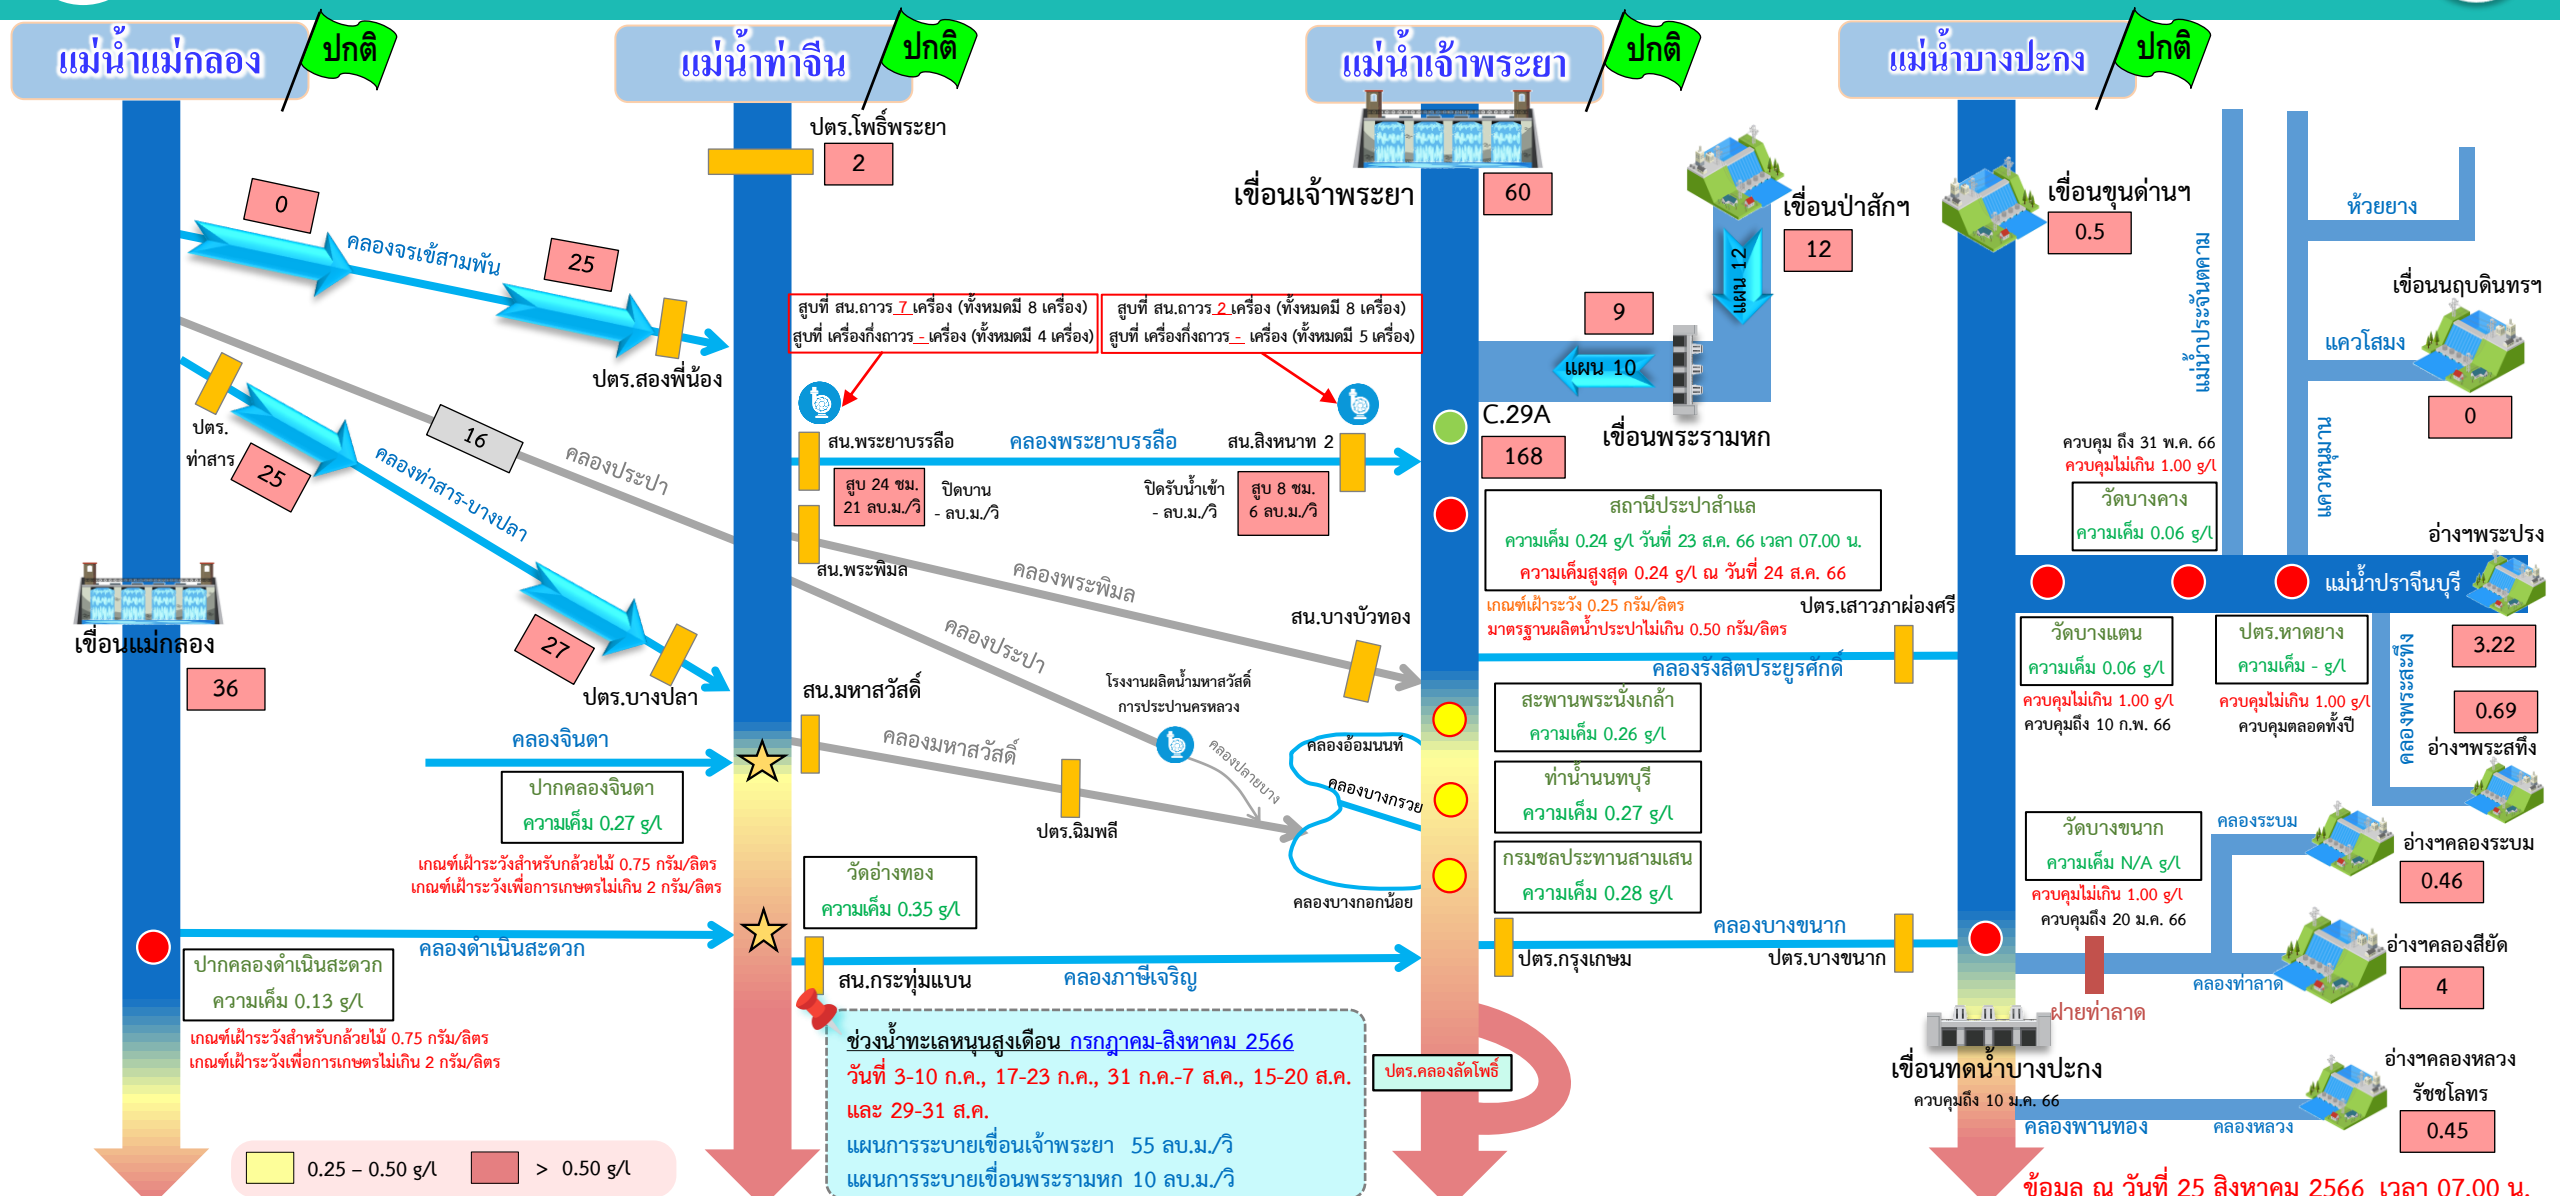 แม่น้ำแม่กลอง
ปกติ
แม่น้ำท่าจีน
ปกติ
แม่น้ำเจ้าพระยา
ปกติ
แม่น้ำบางปะกง
ปกติ
ปตร.โพธิ์พระยา
2
0
คลองจรเข้สามพัน
25
ปตร.สองพี่น้อง
ปตร.
ท่าสาร
25
คลองท่าสาร-บางปลา
27
ปตร.บางปลา
16
คลองประปา
เขื่อนแม่กลอง
36
คลองจินดา
ปากคลองจินดา
ความเค็ม 0.27 g/l
เกณฑ์เฝ้าระวังสำหรับกล้วยไม้ 0.75 กรัม/ลิตร
เกณฑ์เฝ้าระวังเพื่อการเกษตรไม่เกิน 2 กรัม/ลิตร
คลองดำเนินสะดวก
ปากคลองดำเนินสะดวก
ความเค็ม 0.13 g/l
เกณฑ์เฝ้าระวังสำหรับกล้วยไม้ 0.75 กรัม/ลิตร
เกณฑ์เฝ้าระวังเพื่อการเกษตรไม่เกิน 2 กรัม/ลิตร
0.25 – 0.50 g/l
> 0.50 g/l
สูบที่ สน.ถาวร 7 เครื่อง (ทั้งหมดมี 8 เครื่อง)
สูบที่ เครื่องกึ่งถาวร - เครื่อง (ทั้งหมดมี 4 เครื่อง)
สูบที่ สน.ถาวร 2 เครื่อง (ทั้งหมดมี 8 เครื่อง)
สูบที่ เครื่องกึ่งถาวร - เครื่อง (ทั้งหมดมี 5 เครื่อง)
สน.พระยาบรรลือ
คลองพระยาบรรลือ
สน.สิงหนาท 2
สูบ 24 ชม.
21 ลบ.ม./วิ
ปิดบาน
- ลบ.ม./วิ
ปิดรับน้ำเข้า
- ลบ.ม./วิ
สูบ 8 ชม.
6 ลบ.ม./วิ
สน.พระพิมล
คลองพระพิมล
สน.บางบัวทอง
คลองประปา
โรงงานผลิตน้ำมหาสวัสดิ์
การประปานครหลวง
สน.มหาสวัสดิ์
คลองมหาสวัสดิ์
ปตร.ฉิมพลี
คลองปลายบาง
คลองอ้อมนนท์
คลองบางกรวย
คลองบางกอกน้อย
วัดอ่างทอง
ความเค็ม 0.35 g/l
สน.กระทุ่มแบน
คลองภาษีเจริญ
ช่วงน้ำทะเลหนุนสูงเดือน กรกฎาคม-สิงหาคม 2566
วันที่ 3-10 ก.ค., 17-23 ก.ค., 31 ก.ค.-7 ส.ค., 15-20 ส.ค.
และ 29-31 ส.ค.
แผนการระบายเขื่อนเจ้าพระยา 55 ลบ.ม./วิ
แผนการระบายเขื่อนพระรามหก 10 ลบ.ม./วิ
ปตร.คลองลัดโพธิ์
เขื่อนเจ้าพระยา
60
เขื่อนป่าสักฯ
12
แผน 12
9
แผน 10
เขื่อนพระรามหก
C.29A
168
สถานีประปาสำแล
ความเค็ม 0.24 g/l วันที่ 23 ส.ค. 66 เวลา 07.00 น.
ความเค็มสูงสุด 0.24 g/l ณ วันที่ 24 ส.ค. 66
เกณฑ์เฝ้าระวัง 0.25 กรัม/ลิตร
มาตรฐานผลิตน้ำประปาไม่เกิน 0.50 กรัม/ลิตร
ปตร.เสาวภาผ่องศรี
คลองรังสิตประยูรศักดิ์
สะพานพระนั่งเกล้า
ความเค็ม 0.26 g/l
ท่าน้ำนนทบุรี
ความเค็ม 0.27 g/l
กรมชลประทานสามเสน
ความเค็ม 0.28 g/l
ปตร.กรุงเกษม
คลองบางขนาก
ปตร.บางขนาก
เขื่อนขุนด่านฯ
0.5
แม่น้ำประจันตคาม
ห้วยยาง
เขื่อนนฤบดินทรฯ
แควโสมง
0
แควหนุมาน
ควบคุม ถึง 31 พ.ค. 66
ควบคุมไม่เกิน 1.00 g/l
วัดบางคาง
ความเค็ม 0.06 g/l
อ่างฯพระปรง
แม่น้ำปราจีนบุรี
3.22
วัดบางแตน
ความเค็ม 0.06 g/l
ควบคุมไม่เกิน 1.00 g/l
ควบคุมถึง 10 ก.พ. 66
ปตร.หาดยาง
ความเค็ม - g/l
ควบคุมไม่เกิน 1.00 g/l
ควบคุมตลอดทั้งปี
คลองพระสะทึง
0.69
อ่างฯพระสทึง
วัดบางขนาก
ความเค็ม N/A g/l
ควบคุมไม่เกิน 1.00 g/l
ควบคุมถึง 20 ม.ค. 66
คลองระบม
อ่างฯคลองระบม
0.46
อ่างฯคลองสียัด
4
คลองท่าลาด
ฝายท่าลาด
เขื่อนทดน้ำบางปะกง
ควบคุมถึง 10 ม.ค. 66
คลองพานทอง
คลองหลวง
อ่างฯคลองหลวง
รัชชโลทร
0.45
ข้อมูล ณ วันที่ 25 สิงหาคม 2566 เวลา 07.00 น.